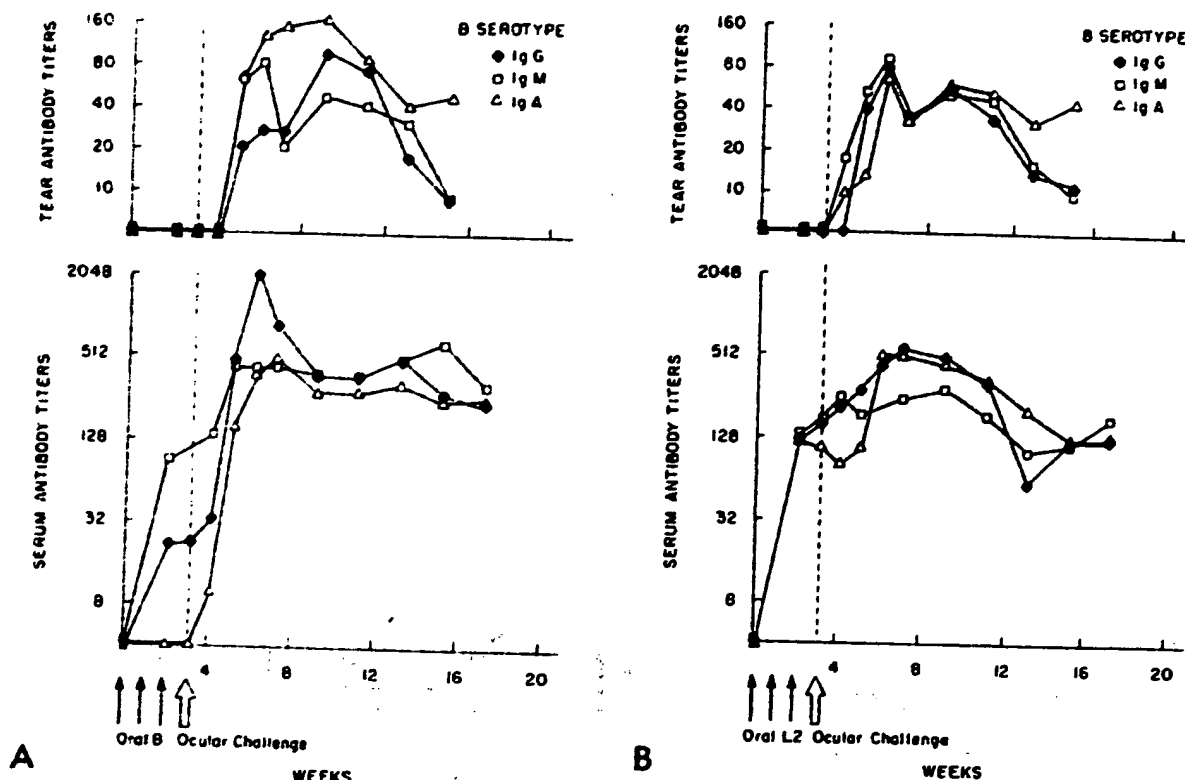 160
80
40
20
10
TEAR ANTIBODY TITERS
B SEROTYPE
IgG
IgM
IgA
2048
512
128
32
8
SERUM ANTIBODY TITERS
4 8 12 16 20
Oral B Ocular Challenge
A
WEEKS
160
80
40
20
10
TEAR ANTIBODY TITERS
B SEROTYPE
IgG
IgM
IgA
2048
512
128
32
8
SERUM ANTIBODY TITERS
4 8 12 16 20
Oral L2 Ocular Challenge
B
WEEKS